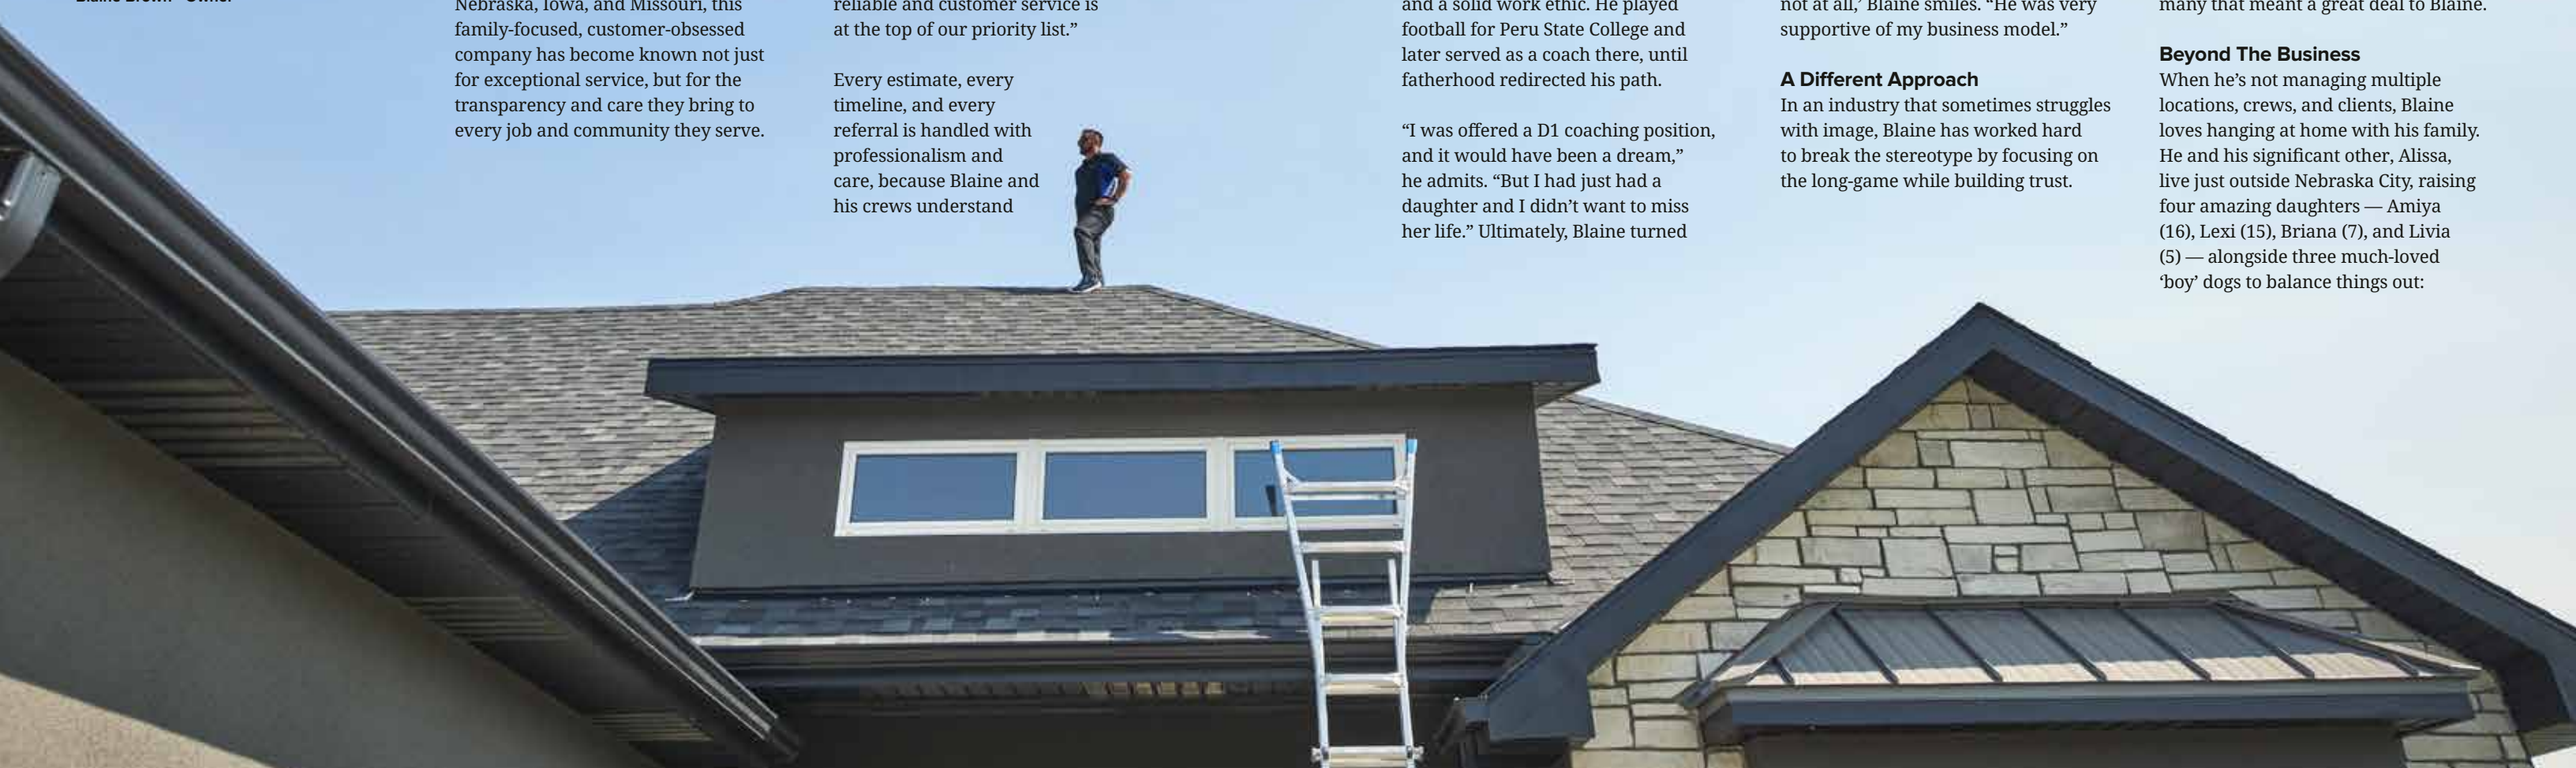 Blaine Brown - Owner
Nebraska, Iowa, and Missouri, this
family-focused, customer-obsessed
company has become known not just
for exceptional service, but for the
transparency and care they bring to
every job and community they serve.
reliable and customer service is
at the top of our priority list.”
Every estimate, every
timeline, and every
referral is handled with
professionalism and
care, because Blaine and
his crews understand
and a solid work ethic. He played
football for Peru State College and
later served as a coach there, until
fatherhood redirected his path.
“I was offered a D1 coaching position,
and it would have been a dream,”
he admits. “But I had just had a
daughter and I didn’t want to miss
her life.” Ultimately, Blaine turned
not at all,’ Blaine smiles. “He was very
supportive of my business model.”
A Different Approach
In an industry that sometimes struggles
with image, Blaine has worked hard
to break the stereotype by focusing on
the long-game while building trust.
many that meant a great deal to Blaine.
Beyond The Business
When he’s not managing multiple
locations, crews, and clients, Blaine
loves hanging at home with his family.
He and his significant other, Alissa,
live just outside Nebraska City, raising
four amazing daughters — Amiya
(16), Lexi (15), Briana (7), and Livia
(5) — alongside three much-loved
‘boy’ dogs to balance things out: